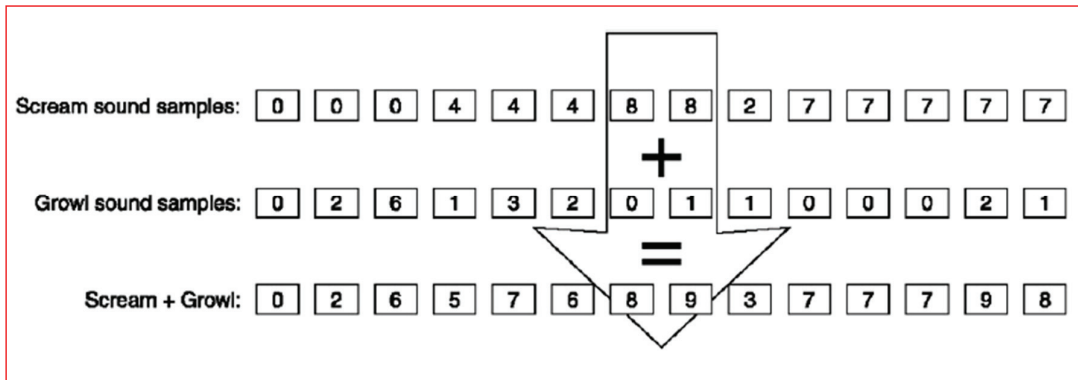 Scream sound samples: 0 0 0 4 4 4 8 8 2 7 7 7 7 7
+
Growl sound samples: 0 2 6 1 3 2 0 1 1 0 0 0 2 1
=
Scream + Growl: 0 2 6 5 7 6 8 9 3 7 7 7 9 8